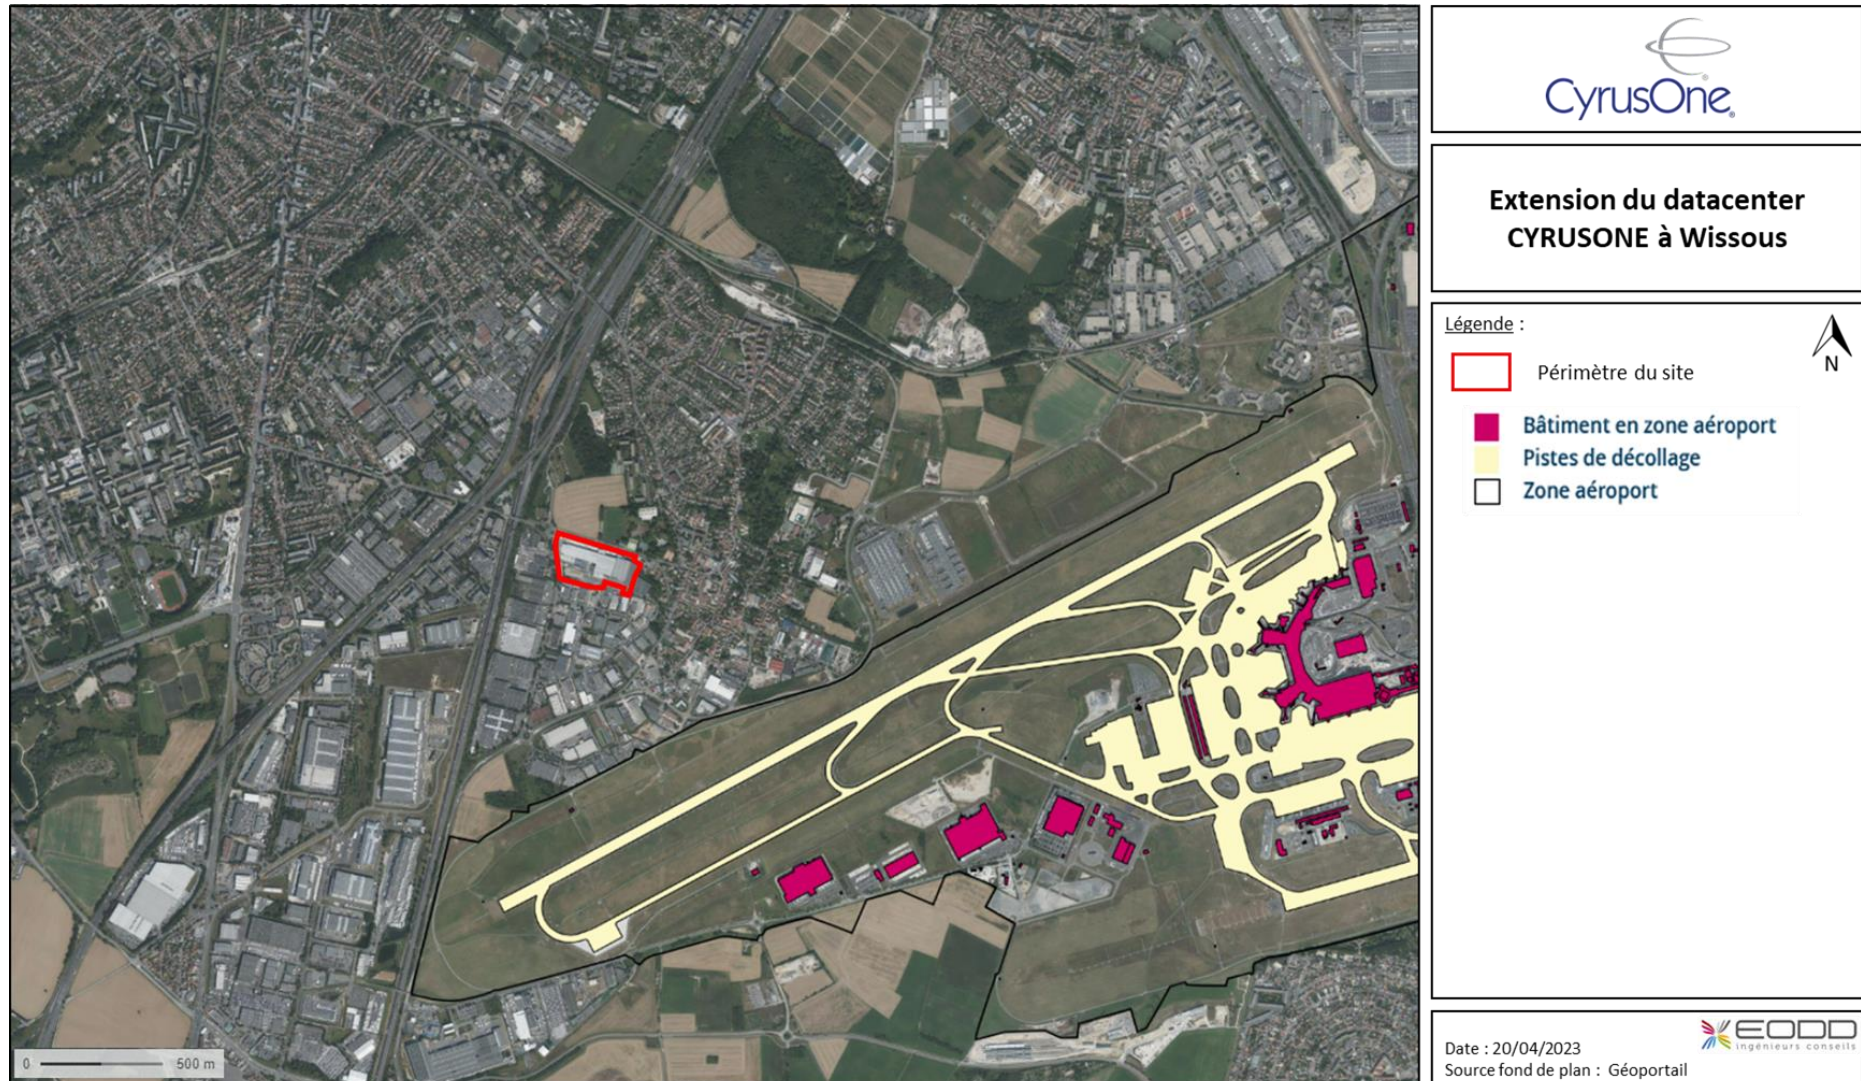 CyrusOne®
Extension du datacenter
CYRUSONE à Wissous
Légende :
N
Périmètre du site
Bâtiment en zone aéroport
Pistes de décollage
Zone aéroport
0 500 m
EODD
ingénieurs conseils
Date : 20/04/2023
Source fond de plan : Géoportail